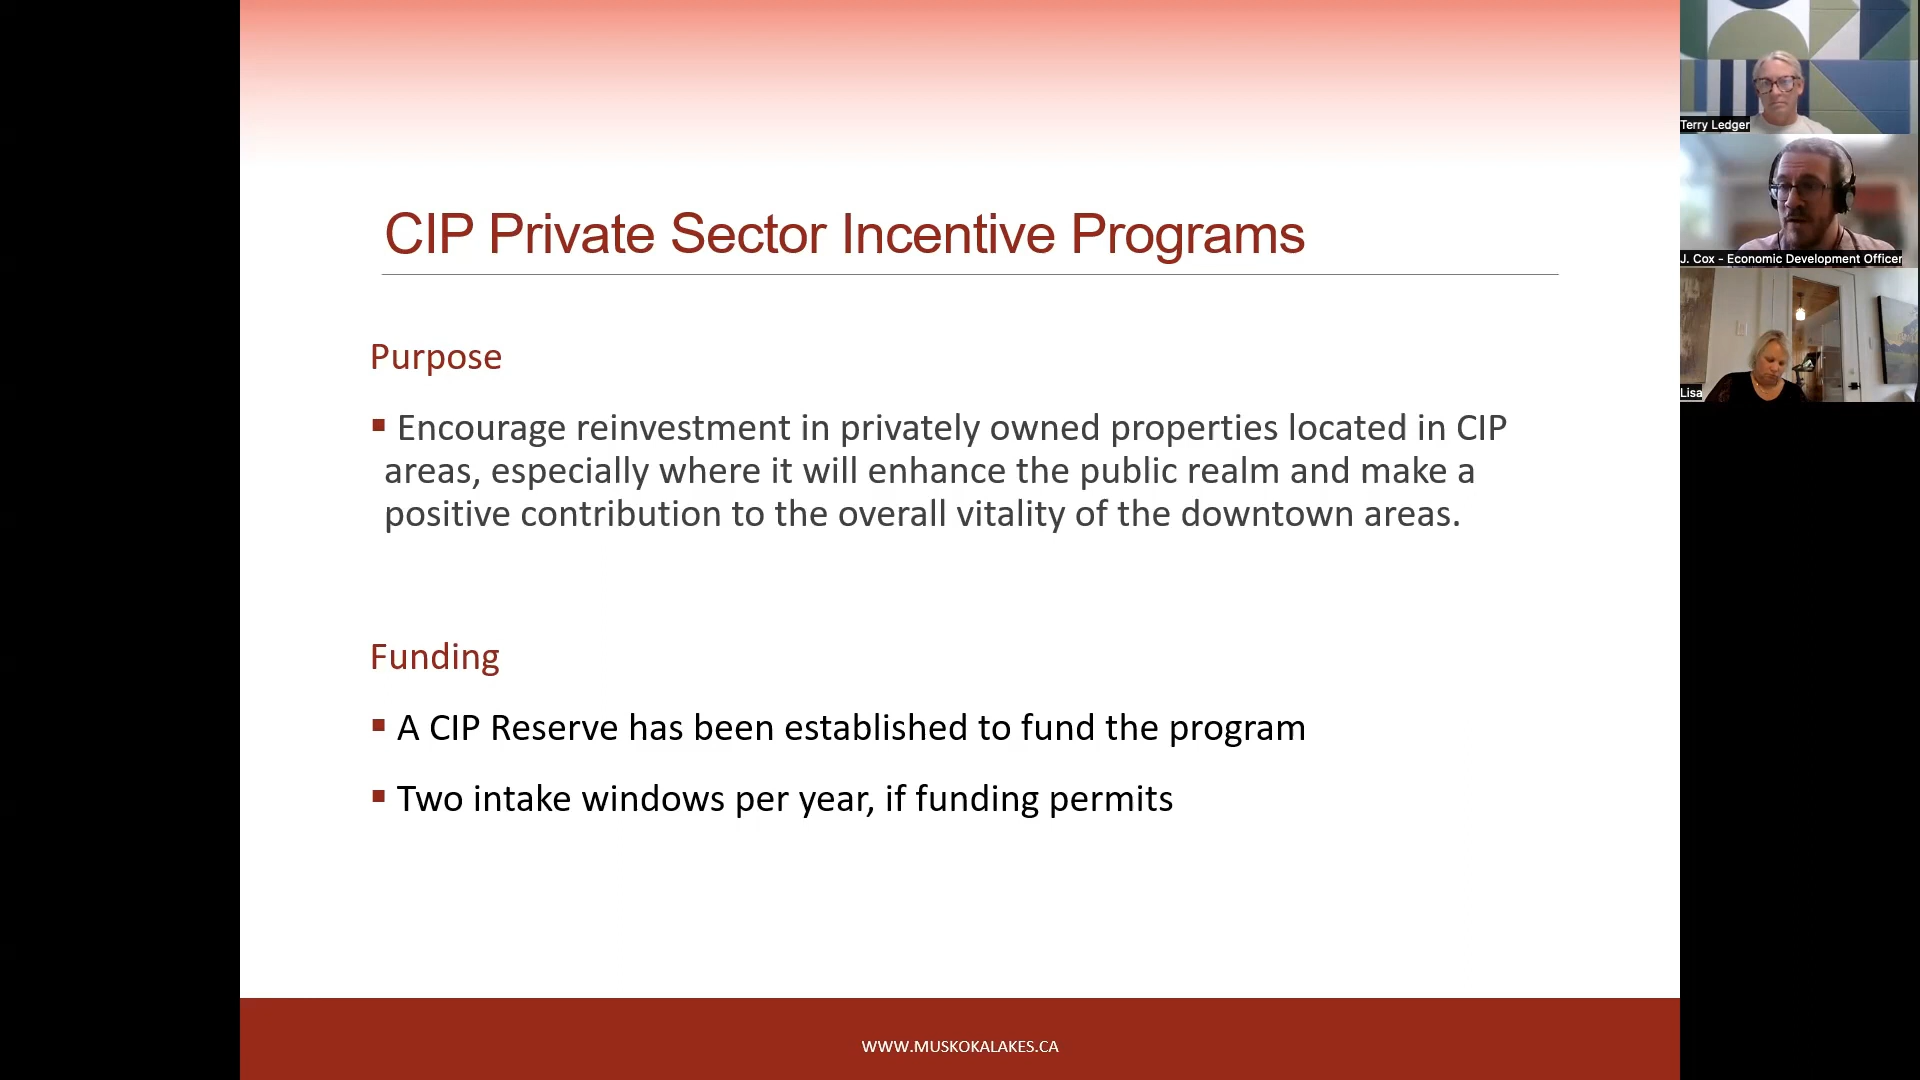 CIP Private Sector Incentive Programs
Purpose
▪ Encourage reinvestment in privately owned properties located in CIP
areas, especially where it will enhance the public realm and make a
positive contribution to the overall vitality of the downtown areas.
Funding
▪ A CIP Reserve has been established to fund the program
▪ Two intake windows per year, if funding permits
WWW.MUSKOKALAKES.CA
Terry Ledger
J. Cox - Economic Development Officer
Lisa